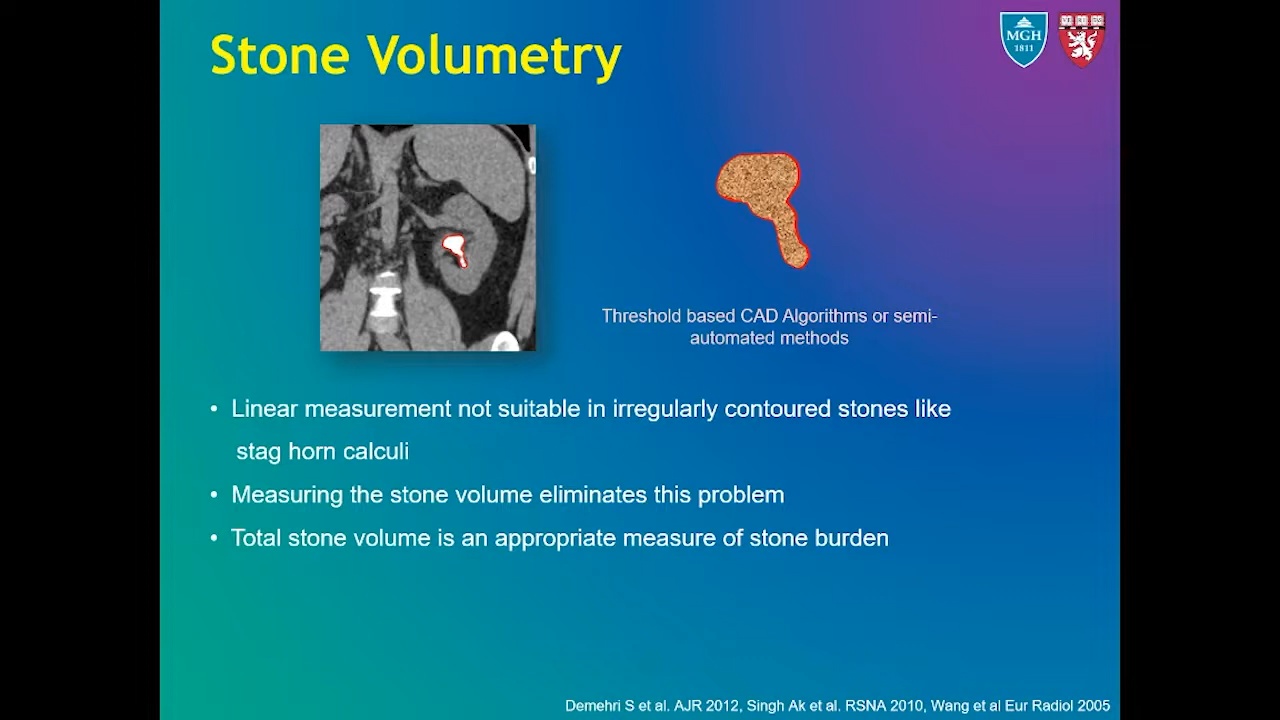 Stone Volumetry
MGH
1811
Threshold based CAD Algorithms or semi-
automated methods
• Linear measurement not suitable in irregularly contoured stones like
stag horn calculi
• Measuring the stone volume eliminates this problem
• Total stone volume is an appropriate measure of stone burden
Demehri S et al. AJR 2012, Singh Ak et al. RSNA 2010, Wang et al Eur Radiol 2005